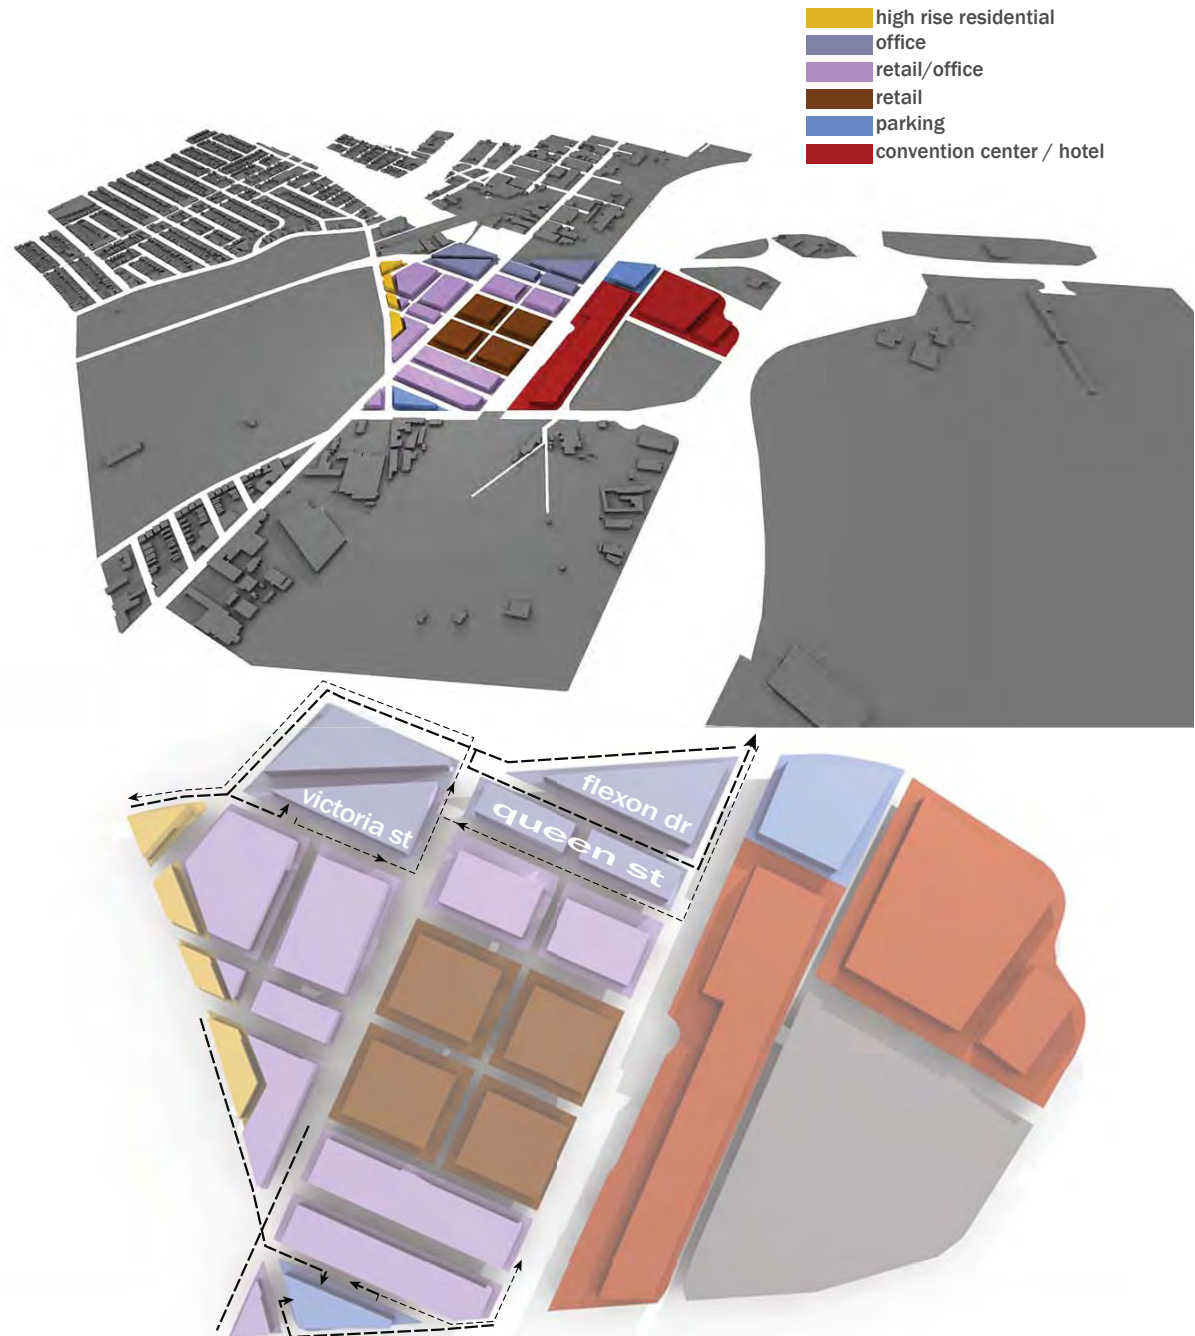 high rise residential
office
retail/office
retail
parking
convention center / hotel
flexon dr
victoria st
queen st